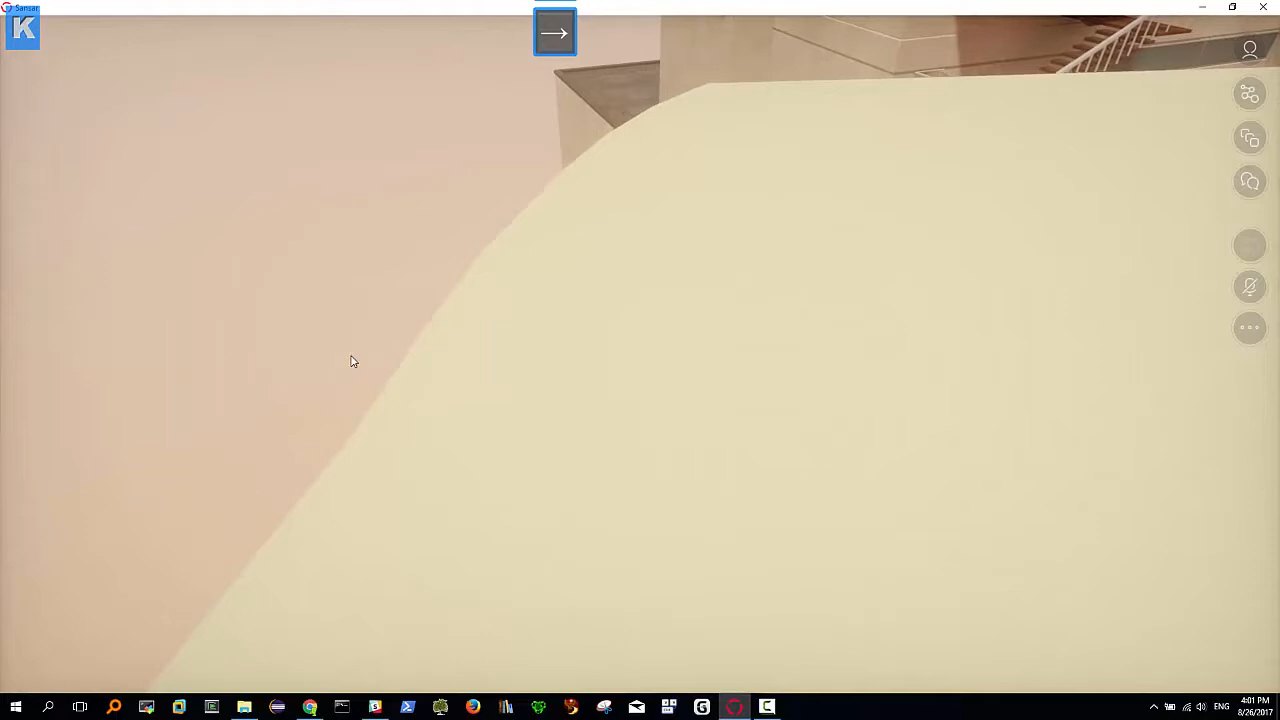 Sansar
K
→
ENG
4:01 PM
8/26/2017